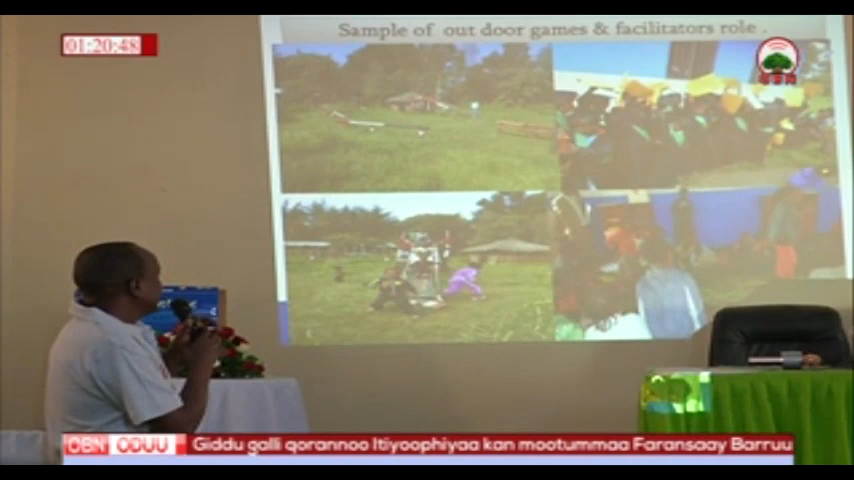 Sample of out door games & facilitators role .
01:20:48
OBN ODUU Giddu galli qorannoo Itiyoophiyaa kan mootummaa Faransaay Barruu